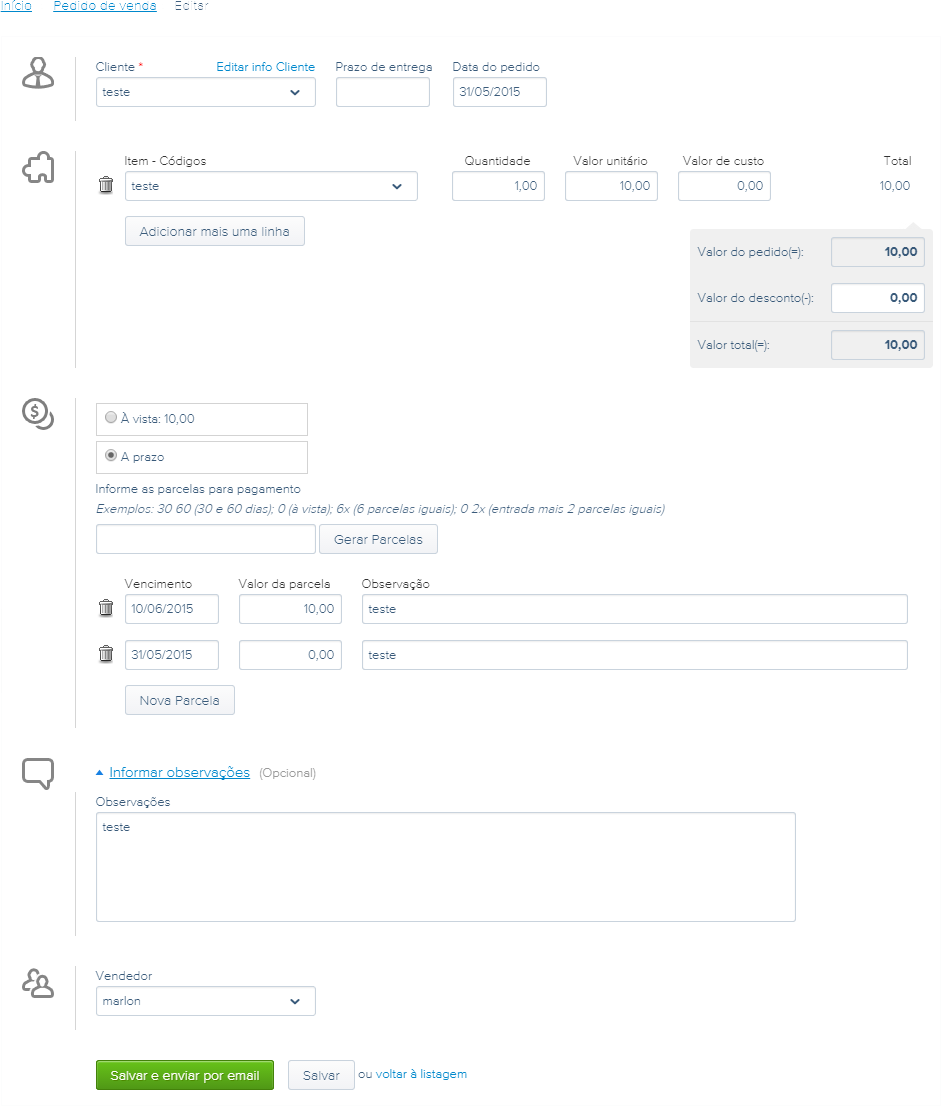 Início Pedido de venda Editar
Cliente * Editar info Cliente Prazo de entrega Data do pedido
teste 31/05/2015
Item - Códigos Quantidade Valor unitário Valor de custo Total
teste 1,00 10,00 0,00 10,00
Adicionar mais uma linha
Valor do pedido(=): 10,00
Valor do desconto(-): 0,00
Valor total(=): 10,00
$
À vista: 10,00
A prazo
Informe as parcelas para pagamento
Exemplos: 30 60 (30 e 60 dias); 0 (à vista); 6x (6 parcelas iguais); 0 2x (entrada mais 2 parcelas iguais)
Gerar Parcelas
Vencimento Valor da parcela Observação
10/06/2015 10,00 teste
31/05/2015 0,00 teste
Nova Parcela
Informar observações (Opcional)
Observações
teste
Vendedor
marlon
Salvar e enviar por email Salvar ou voltar à listagem